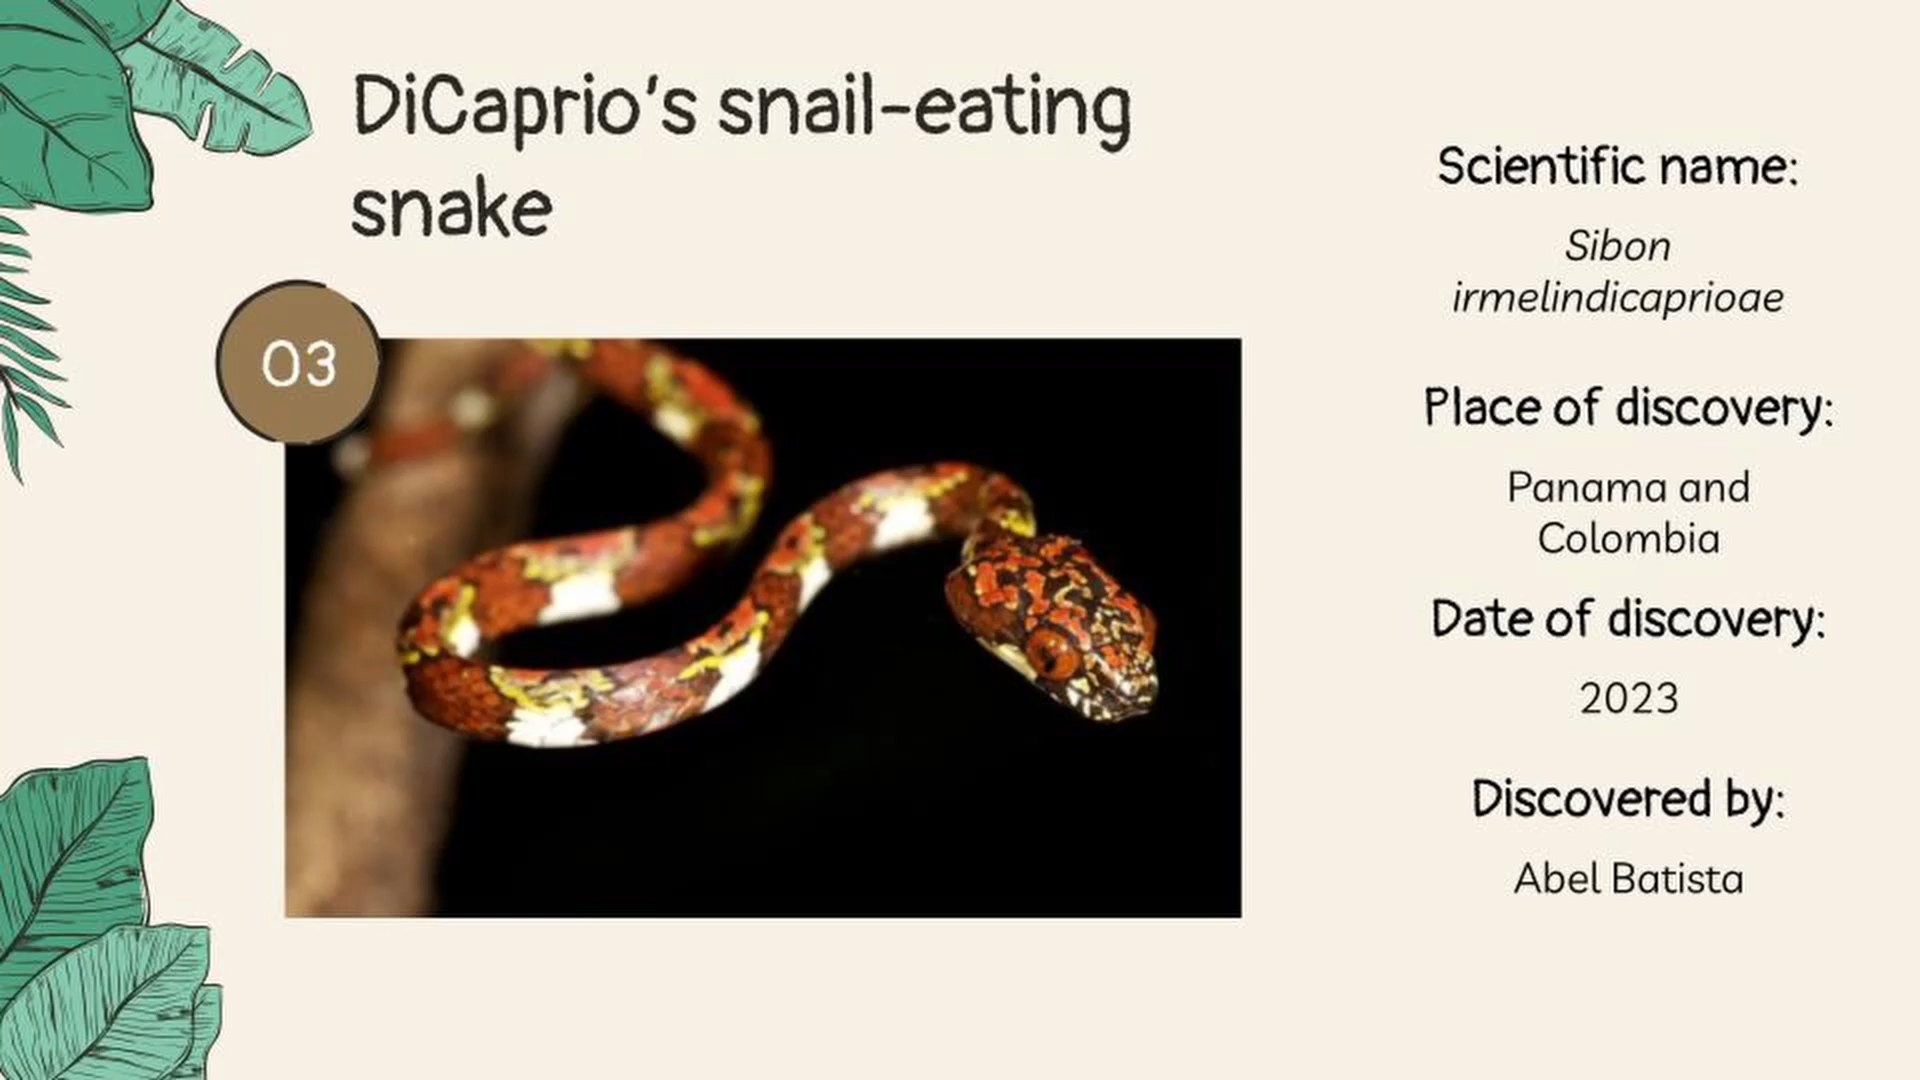 DiCaprio's snail-eating
snake
03
Scientific name:
Sibon
irmelindicaprioae
Place of discovery:
Panama and
Colombia
Date of discovery:
2023
Discovered by:
Abel Batista